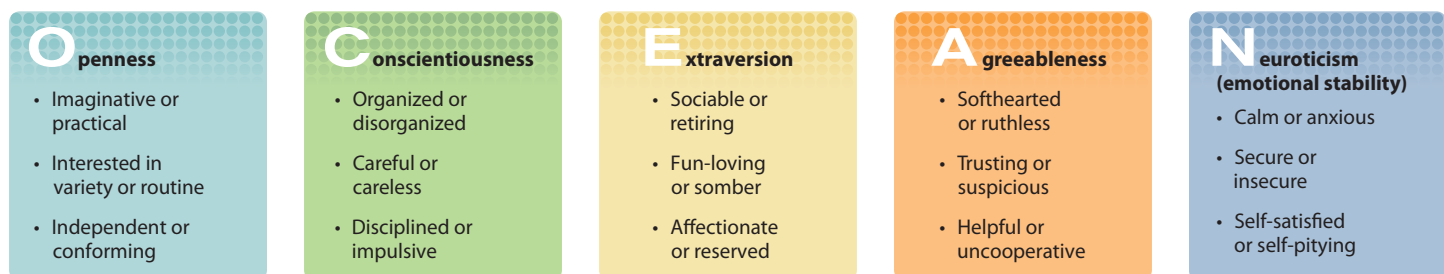 Openness
• Imaginative or
practical
• Interested in
variety or routine
• Independent or
conforming
Conscientiousness
• Organized or
disorganized
• Careful or
careless
• Disciplined or
impulsive
Extraversion
• Sociable or
retiring
• Fun-loving
or somber
• Affectionate
or reserved
Agreeableness
• Softhearted
or ruthless
• Trusting or
suspicious
• Helpful or
uncooperative
Neuroticism
(emotional stability)
• Calm or anxious
• Secure or
insecure
• Self-satisfied
or self-pitying